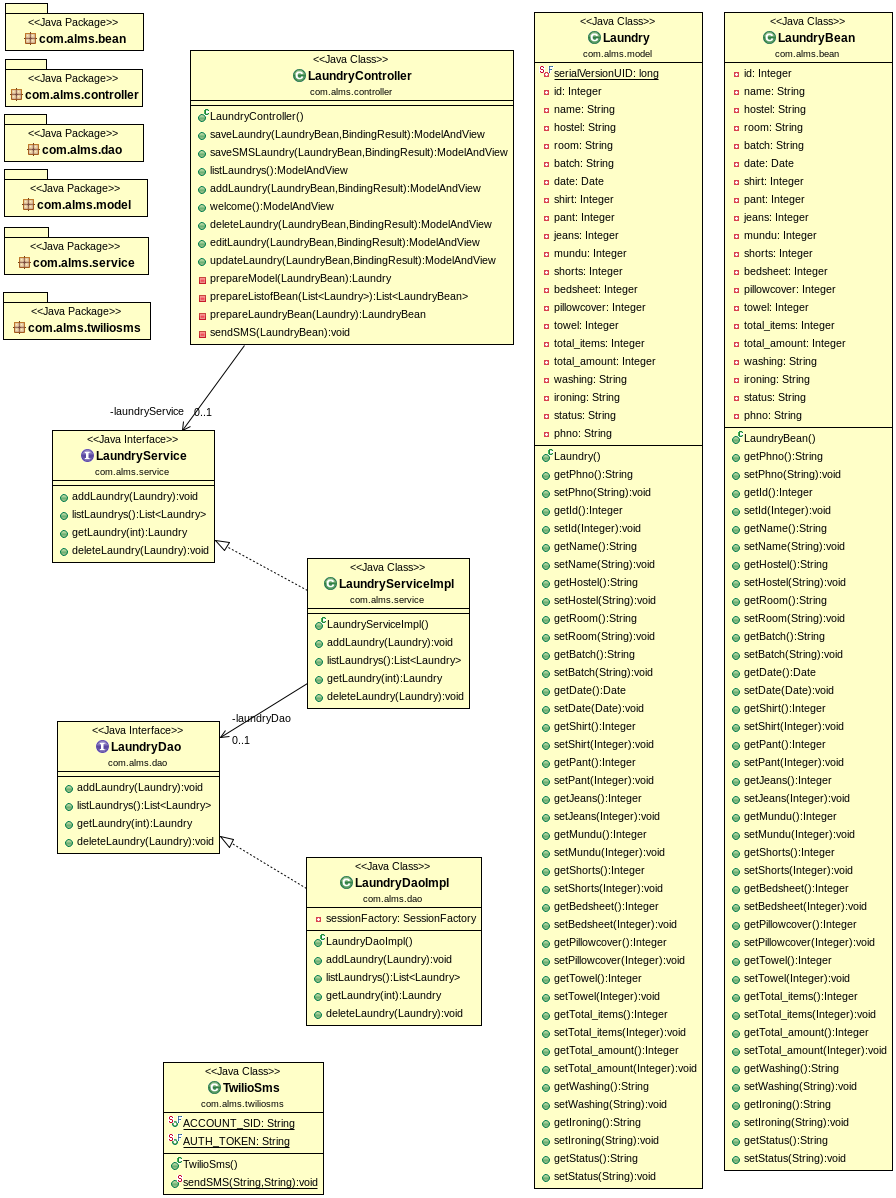 <<Java Package>>
com.alms.bean
<<Java Package>>
com.alms.controller
<<Java Package>>
com.alms.dao
<<Java Package>>
com.alms.model
<<Java Package>>
com.alms.service
<<Java Package>>
com.alms.twiliosms
<<Java Class>>
LaundryController
com.alms.controller
LaundryController()
saveLaundry(LaundryBean,BindingResult):ModelAndView
saveSMSLaundry(LaundryBean,BindingResult):ModelAndView
listLaundrys():ModelAndView
addLaundry(LaundryBean,BindingResult):ModelAndView
welcome():ModelAndView
deleteLaundry(LaundryBean,BindingResult):ModelAndView
editLaundry(LaundryBean,BindingResult):ModelAndView
updateLaundry(LaundryBean,BindingResult):ModelAndView
prepareModel(LaundryBean):Laundry
prepareListofBean(List<Laundry>):List<LaundryBean>
prepareLaundryBean(Laundry):LaundryBean
sendSMS(LaundryBean):void
-laundryService 0..1
<<Java Interface>>
LaundryService
com.alms.service
addLaundry(Laundry):void
listLaundrys():List<Laundry>
getLaundry(int):Laundry
deleteLaundry(Laundry):void
<<Java Class>>
LaundryServiceImpl
com.alms.service
LaundryServiceImpl()
addLaundry(Laundry):void
listLaundrys():List<Laundry>
getLaundry(int):Laundry
deleteLaundry(Laundry):void
-laundryDao
0..1
<<Java Interface>>
LaundryDao
com.alms.dao
addLaundry(Laundry):void
listLaundrys():List<Laundry>
getLaundry(int):Laundry
deleteLaundry(Laundry):void
<<Java Class>>
LaundryDaoImpl
com.alms.dao
sessionFactory: SessionFactory
LaundryDaoImpl()
addLaundry(Laundry):void
listLaundrys():List<Laundry>
getLaundry(int):Laundry
deleteLaundry(Laundry):void
<<Java Class>>
TwilioSms
com.alms.twiliosms
ACCOUNT_SID: String
AUTH_TOKEN: String
TwilioSms()
sendSMS(String,String):void
<<Java Class>>
Laundry
com.alms.model
serialVersionUID: long
id: Integer
name: String
hostel: String
room: String
batch: String
date: Date
shirt: Integer
pant: Integer
jeans: Integer
mundu: Integer
shorts: Integer
bedsheet: Integer
pillowcover: Integer
towel: Integer
total_items: Integer
total_amount: Integer
washing: String
ironing: String
status: String
phno: String
Laundry()
getPhno():String
setPhno(String):void
getId():Integer
setId(Integer):void
getName():String
setName(String):void
getHostel():String
setHostel(String):void
getRoom():String
setRoom(String):void
getBatch():String
setBatch(String):void
getDate():Date
setDate(Date):void
getShirt():Integer
setShirt(Integer):void
getPant():Integer
setPant(Integer):void
getJeans():Integer
setJeans(Integer):void
getMundu():Integer
setMundu(Integer):void
getShorts():Integer
setShorts(Integer):void
getBedsheet():Integer
setBedsheet(Integer):void
getPillowcover():Integer
setPillowcover(Integer):void
getTowel():Integer
setTowel(Integer):void
getTotal_items():Integer
setTotal_items(Integer):void
getTotal_amount():Integer
setTotal_amount(Integer):void
getWashing():String
setWashing(String):void
getIroning():String
setIroning(String):void
getStatus():String
setStatus(String):void
<<Java Class>>
LaundryBean
com.alms.bean
id: Integer
name: String
hostel: String
room: String
batch: String
date: Date
shirt: Integer
pant: Integer
jeans: Integer
mundu: Integer
shorts: Integer
bedsheet: Integer
pillowcover: Integer
towel: Integer
total_items: Integer
total_amount: Integer
washing: String
ironing: String
status: String
phno: String
LaundryBean()
getPhno():String
setPhno(String):void
getId():Integer
setId(Integer):void
getName():String
setName(String):void
getHostel():String
setHostel(String):void
getRoom():String
setRoom(String):void
getBatch():String
setBatch(String):void
getDate():Date
setDate(Date):void
getShirt():Integer
setShirt(Integer):void
getPant():Integer
setPant(Integer):void
getJeans():Integer
setJeans(Integer):void
getMundu():Integer
setMundu(Integer):void
getShorts():Integer
setShorts(Integer):void
getBedsheet():Integer
setBedsheet(Integer):void
getPillowcover():Integer
setPillowcover(Integer):void
getTowel():Integer
setTowel(Integer):void
getTotal_items():Integer
setTotal_items(Integer):void
getTotal_amount():Integer
setTotal_amount(Integer):void
getWashing():String
setWashing(String):void
getIroning():String
setIroning(String):void
getStatus():String
setStatus(String):void